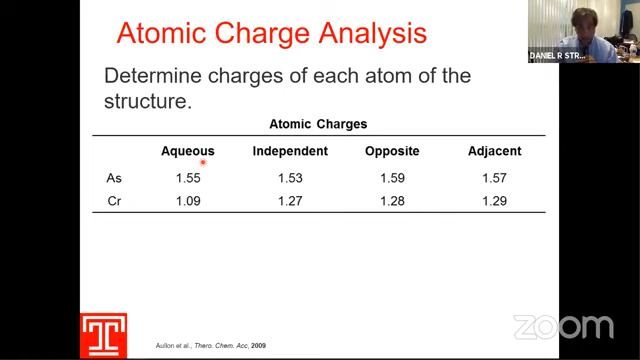 Atomic Charge Analysis
DANIEL R STR...
Determine charges of each atom of the
structure.
Atomic Charges
Aqueous Independent Opposite Adjacent
As 1.55 1.53 1.59 1.57
Cr 1.09 1.27 1.28 1.29
zoom
Aullon et al., Thero. Chem. Acc, 2009